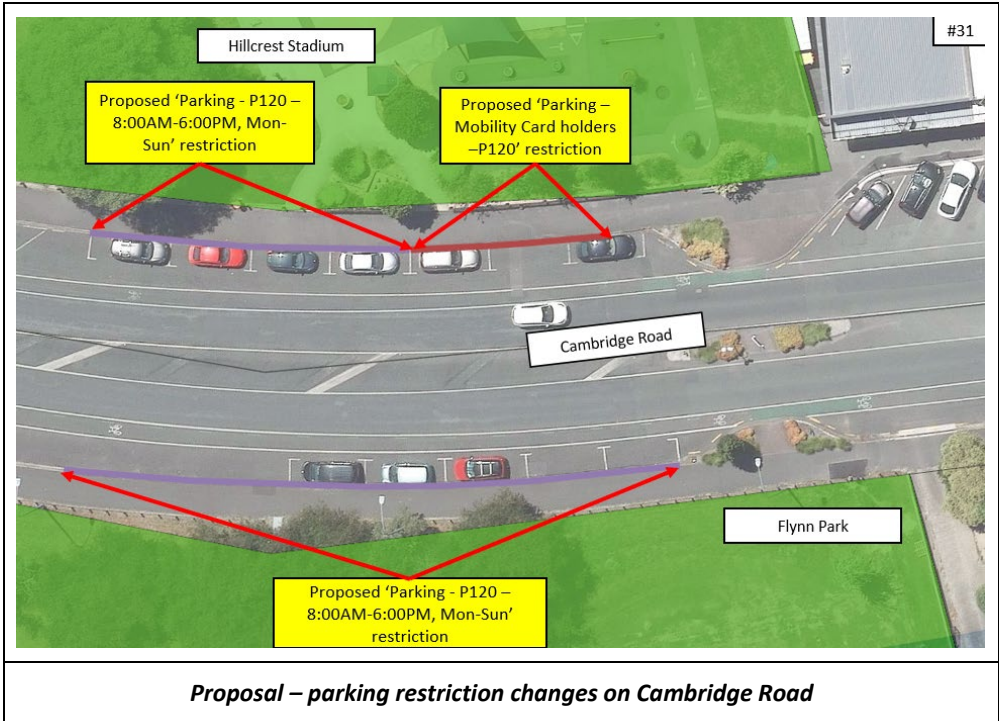 #31
Hillcrest Stadium
Proposed ‘Parking - P120 –
8:00AM-6:00PM, Mon-
Sun’ restriction
Proposed ‘Parking –
Mobility Card holders
–P120’ restriction
Cambridge Road
Flynn Park
Proposed ‘Parking - P120 –
8:00AM-6:00PM, Mon-Sun’
restriction
Proposal – parking restriction changes on Cambridge Road